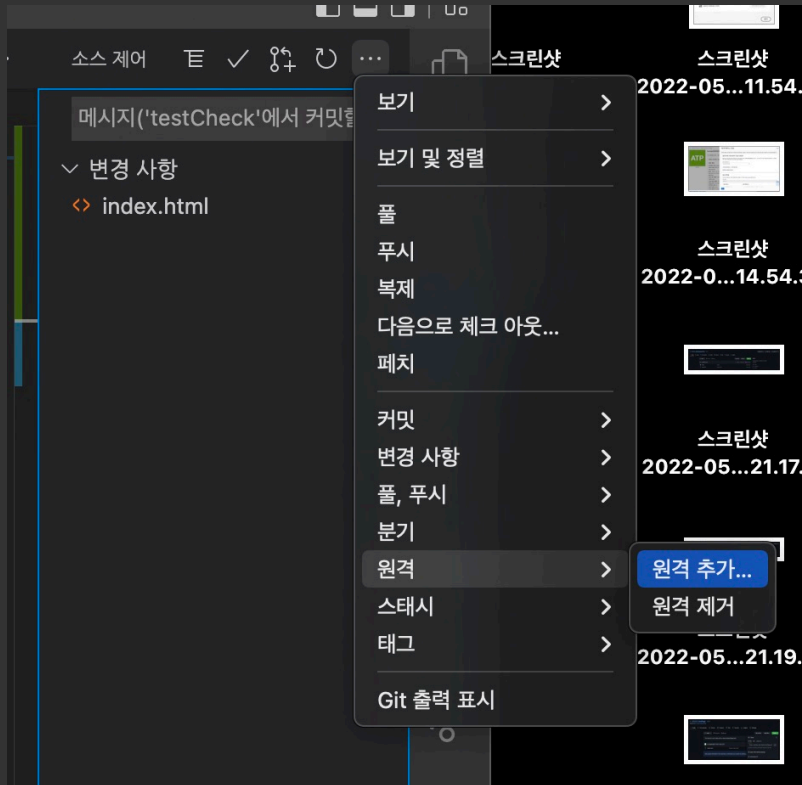 소스 제어
메시지('testCheck'에서 커밋할
변경 사항
index.html
보기
보기 및 정렬
풀
푸시
복제
다음으로 체크 아웃...
페치
커밋
변경 사항
풀, 푸시
분기
원격
스태시
태그
Git 출력 표시
원격 추가...
원격 제거
스크린샷
스크린샷
2022-05...11.54.
ATP
스크린샷
2022-0...14.54.
스크린샷
2022-05...21.17.
2022-05...21.19.